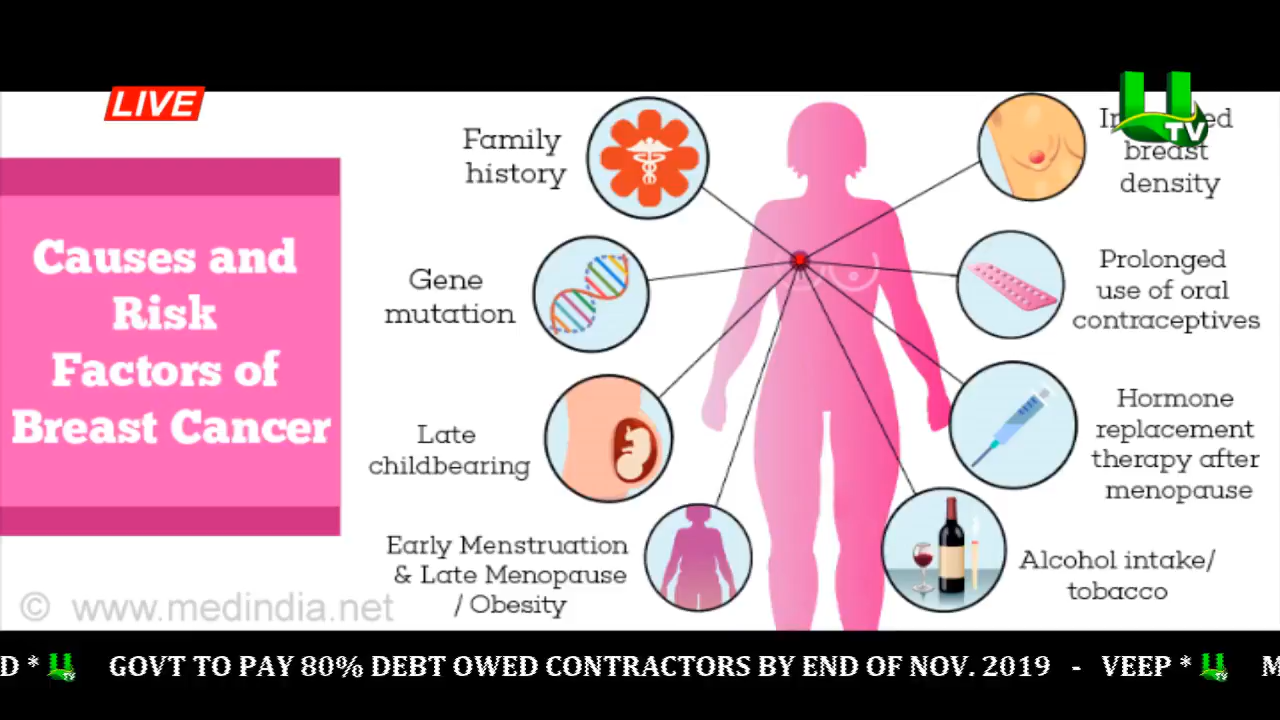 LIVE
U
TV
Causes and
Risk
Factors of
Breast Cancer
Family
history
Gene
mutation
Late
childbearing
Early Menstruation
& Late Menopause
/ Obesity
breast
density
Prolonged
use of oral
contraceptives
Hormone
replacement
therapy after
menopause
Alcohol intake/
tobacco
© www.medindia.net
D * U TV GOVT TO PAY 80% DEBT OWED CONTRACTORS BY END OF NOV. 2019 - VEEP * U TV M